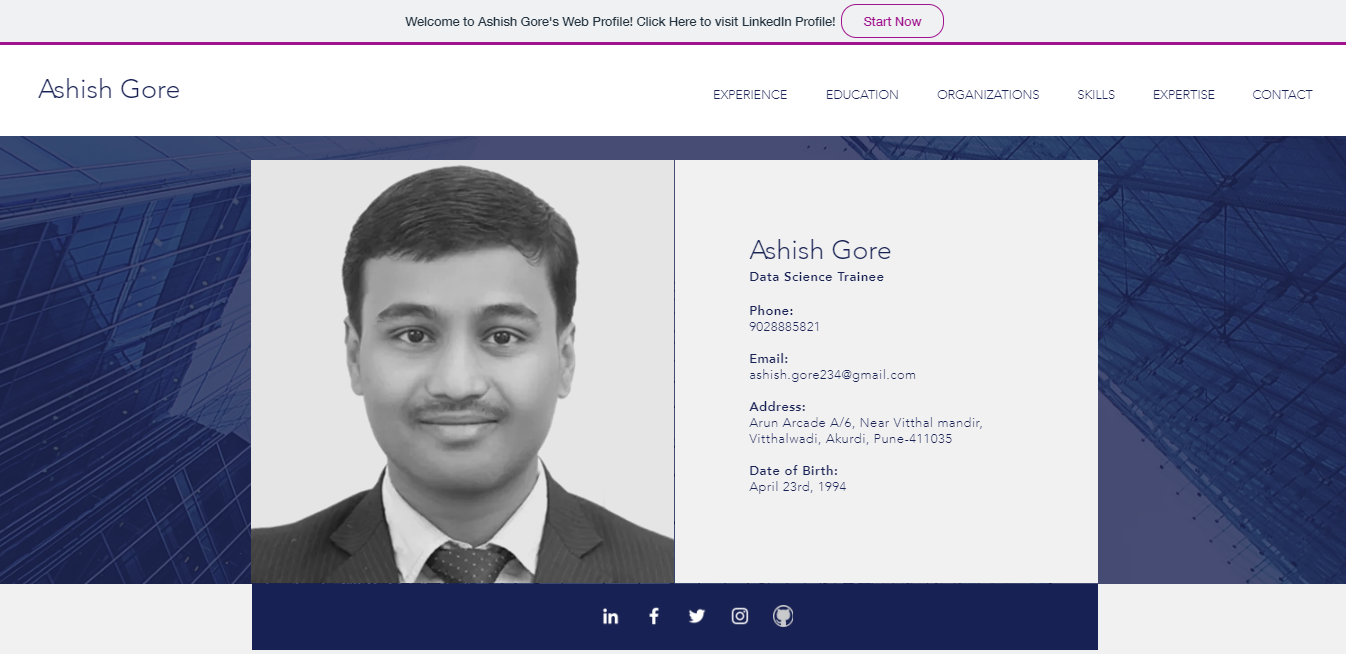 Welcome to Ashish Gore's Web Profile! Click Here to visit LinkedIn Profile! Start Now
Ashish Gore
EXPERIENCE EDUCATION ORGANIZATIONS SKILLS EXPERTISE CONTACT
Ashish Gore
Data Science Trainee
Phone:
9028885821
Email:
ashish.gore234@gmail.com
Address:
Arun Arcade A/6, Near Vitthal mandir,
Vitthalwadi, Akurdi, Pune-411035
Date of Birth:
April 23rd, 1994